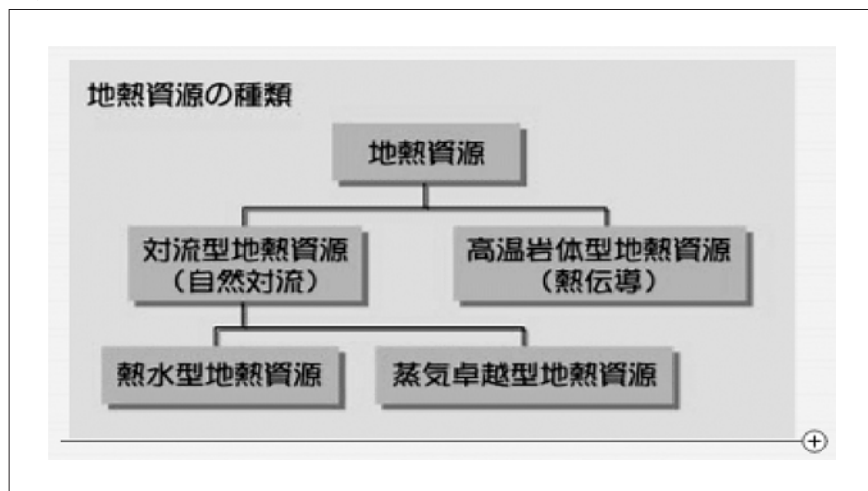 地熱資源の種類
地熱資源
対流型地熱資源
（自然対流）
高温岩体型地熱資源
（熱伝導）
熱水型地熱資源
蒸気卓越型地熱資源